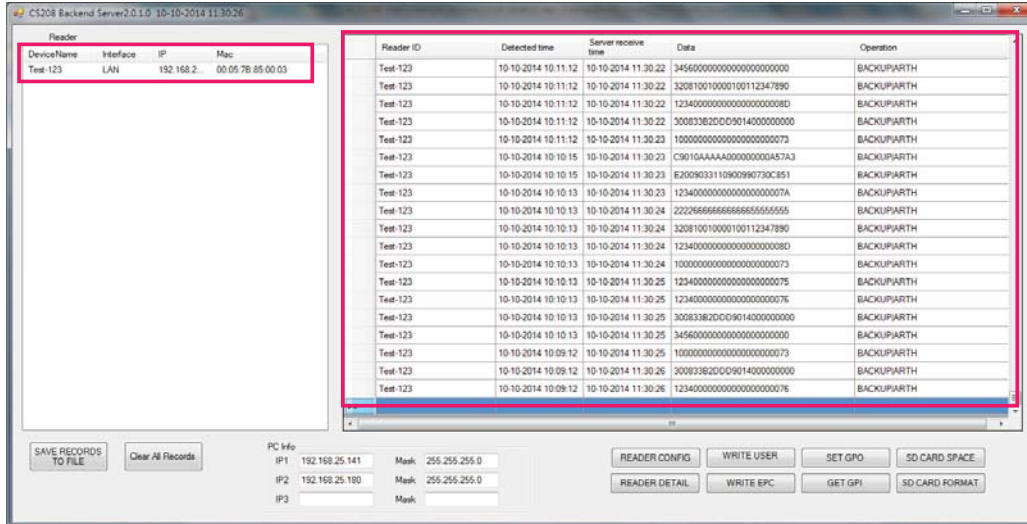 CS208 Backend Server2.0.1.0 10-10-2014 11:30:26
Reader
DeviceName Interface IP Mac
Test-123 LAN 192.168.2... 00:05:7B:85:00:03
Reader ID Detected time Server receive time Data Operation
Test-123 10-10-2014 10:11:12 10-10-2014 11:30:22 345600000000000000000000 BACKUP|ARTH
Test-123 10-10-2014 10:11:12 10-10-2014 11:30:22 320810010000100112347890 BACKUP|ARTH
Test-123 10-10-2014 10:11:12 10-10-2014 11:30:22 12340000000000000000008D BACKUP|ARTH
Test-123 10-10-2014 10:11:12 10-10-2014 11:30:22 300833B2DDD9014000000000 BACKUP|ARTH
Test-123 10-10-2014 10:11:12 10-10-2014 11:30:23 100000000000000000000073 BACKUP|ARTH
Test-123 10-10-2014 10:10:15 10-10-2014 11:30:23 C9010AAAAA000000000A57A3 BACKUP|ARTH
Test-123 10-10-2014 10:10:15 10-10-2014 11:30:23 E2009033110900990730C851 BACKUP|ARTH
Test-123 10-10-2014 10:10:13 10-10-2014 11:30:23 12340000000000000000007A BACKUP|ARTH
Test-123 10-10-2014 10:10:13 10-10-2014 11:30:24 222266666666666655555555 BACKUP|ARTH
Test-123 10-10-2014 10:10:13 10-10-2014 11:30:24 320810010000100112347890 BACKUP|ARTH
Test-123 10-10-2014 10:10:13 10-10-2014 11:30:24 12340000000000000000008D BACKUP|ARTH
Test-123 10-10-2014 10:10:13 10-10-2014 11:30:24 100000000000000000000073 BACKUP|ARTH
Test-123 10-10-2014 10:10:13 10-10-2014 11:30:25 123400000000000000000075 BACKUP|ARTH
Test-123 10-10-2014 10:10:13 10-10-2014 11:30:25 123400000000000000000076 BACKUP|ARTH
Test-123 10-10-2014 10:10:13 10-10-2014 11:30:25 300833B2DDD9014000000000 BACKUP|ARTH
Test-123 10-10-2014 10:10:13 10-10-2014 11:30:25 345600000000000000000000 BACKUP|ARTH
Test-123 10-10-2014 10:09:12 10-10-2014 11:30:25 100000000000000000000073 BACKUP|ARTH
Test-123 10-10-2014 10:09:12 10-10-2014 11:30:26 300833B2DDD9014000000000 BACKUP|ARTH
Test-123 10-10-2014 10:09:12 10-10-2014 11:30:26 123400000000000000000076 BACKUP|ARTH
SAVE RECORDS TO FILE Clear All Records
PC Info
IP1 192.168.25.141 Mask 255.255.255.0
IP2 192.168.25.180 Mask 255.255.255.0
IP3 Mask
READER CONFIG WRITE USER SET GPO SD CARD SPACE
READER DETAIL WRITE EPC GET GPI SD CARD FORMAT